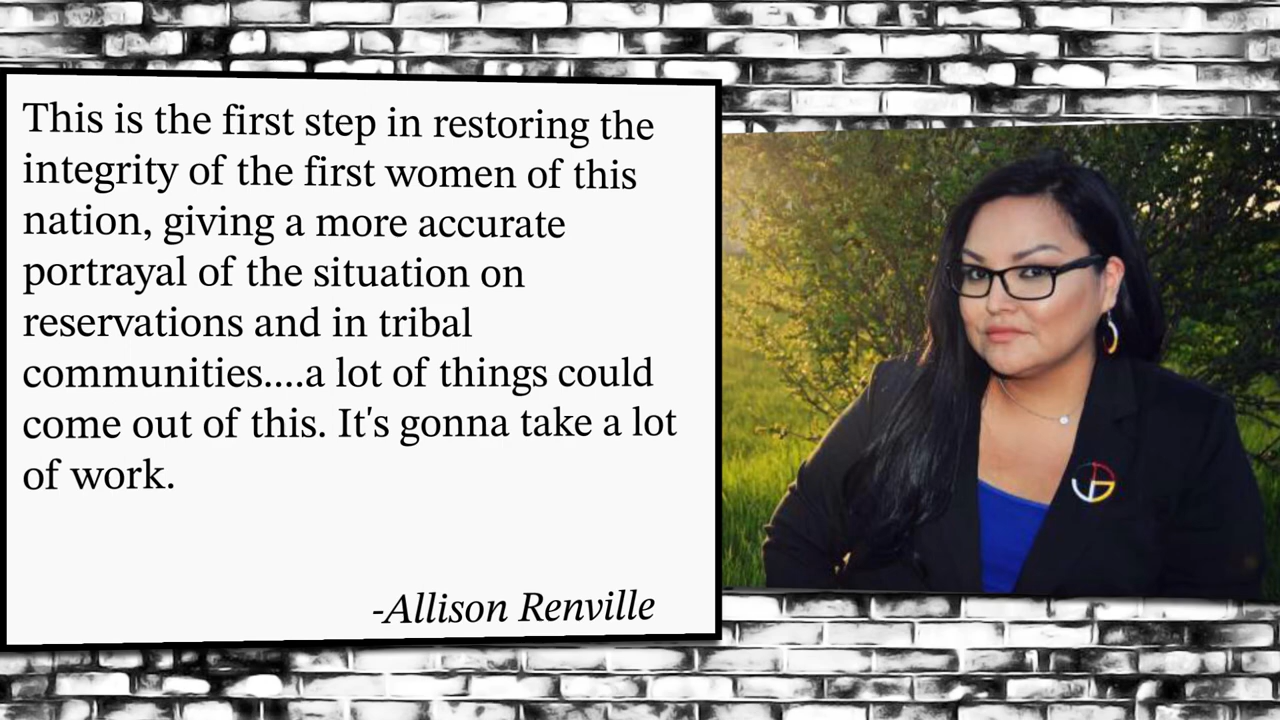 This is the first step in restoring the
integrity of the first women of this
nation, giving a more accurate
portrayal of the situation on
reservations and in tribal
communities....a lot of things could
come out of this. It's gonna take a lot
of work.
-Allison Renville